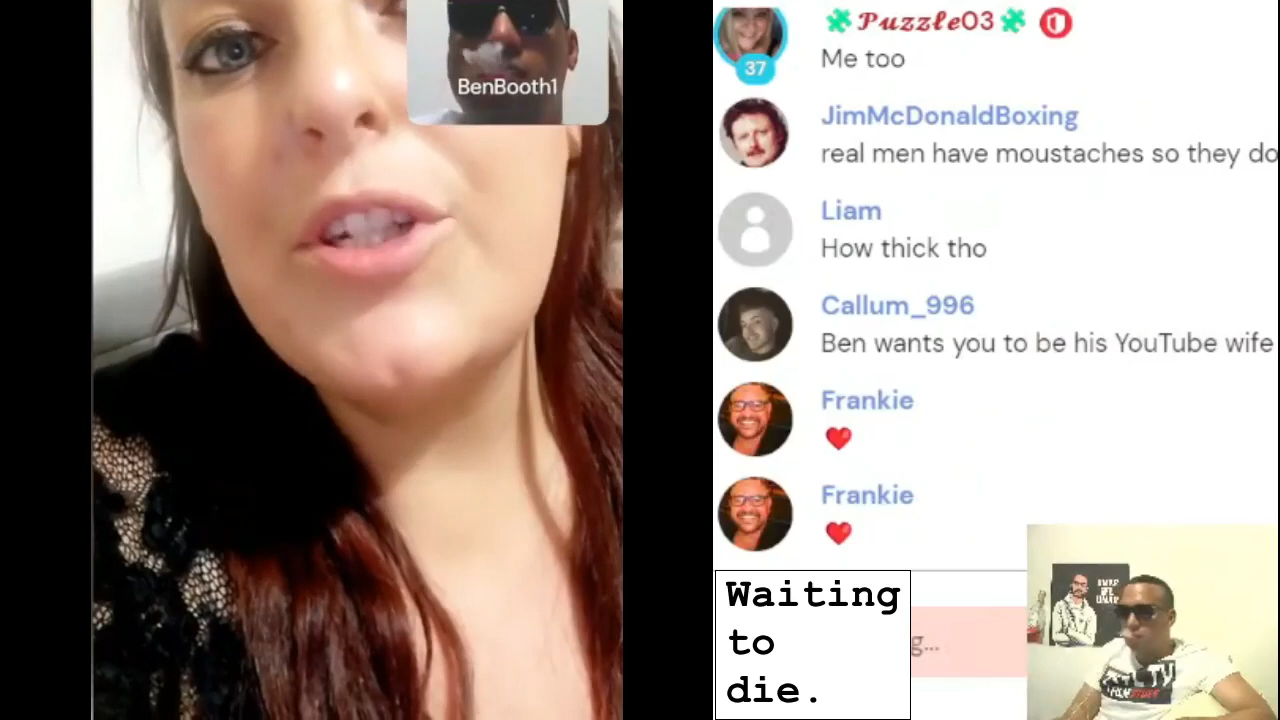 BenBooth1
🧩 Puzzle03 🧩
37
Me too
JimMcDonaldBoxing
real men have moustaches so they do
Liam
How thick tho
Callum_996
Ben wants you to be his YouTube wife
Frankie
❤️
Frankie
❤️
Waiting
to
die.
g...